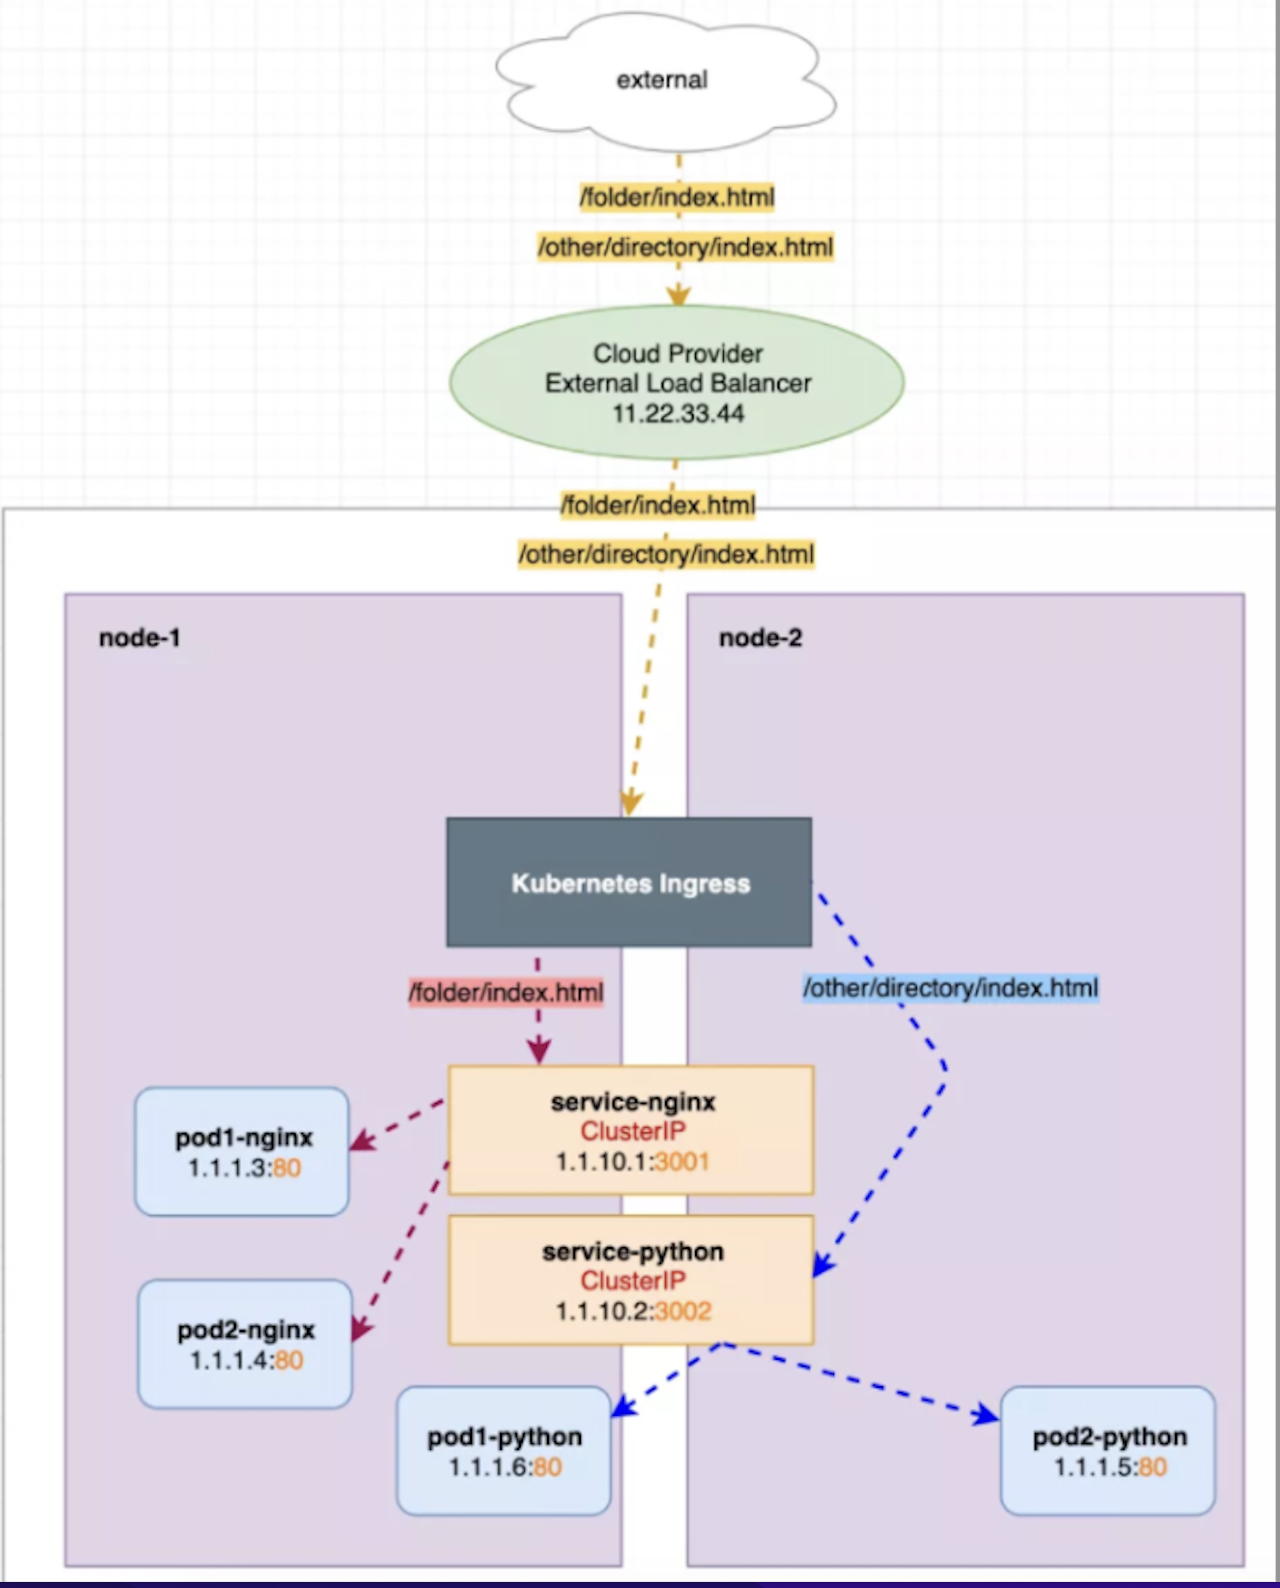 external
/folder/index.html
/other/directory/index.html
Cloud Provider
External Load Balancer
11.22.33.44
/folder/index.html
/other/directory/index.html
node-1
node-2
Kubernetes Ingress
/folder/index.html
/other/directory/index.html
service-nginx
ClusterIP
1.1.10.1:3001
pod1-nginx
1.1.1.3:80
service-python
ClusterIP
1.1.10.2:3002
pod2-nginx
1.1.1.4:80
pod1-python
1.1.1.6:80
pod2-python
1.1.1.5:80